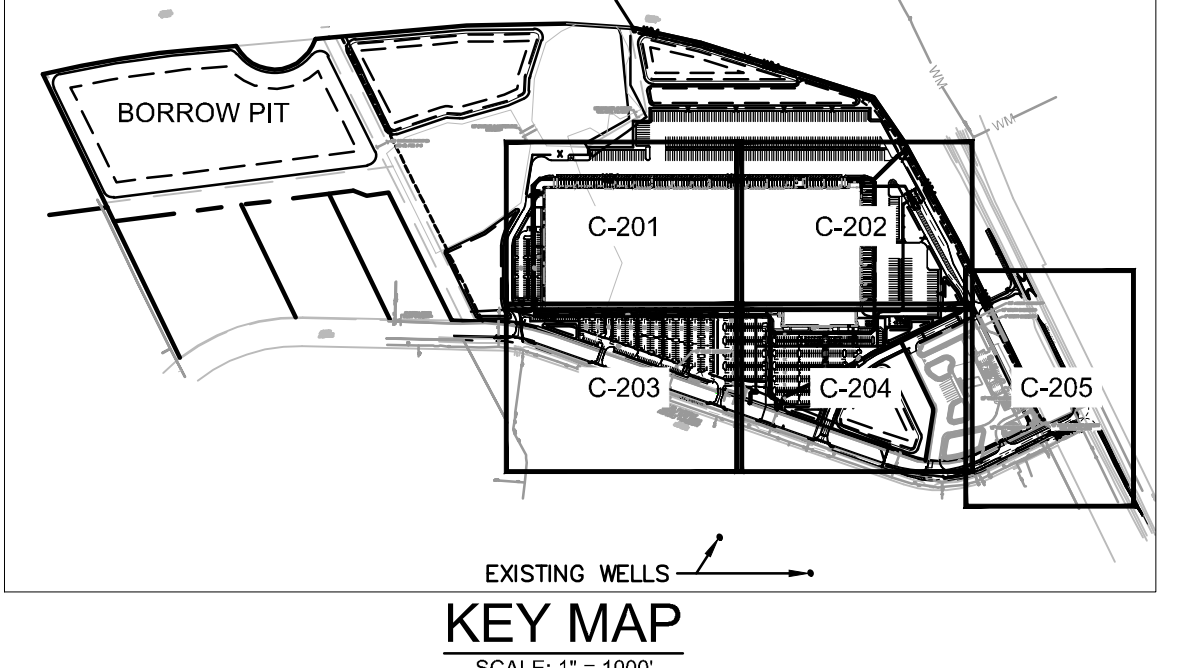 WM
WM
BORROW PIT
X
C-201
C-202
C-203
C-204
C-205
EXISTING WELLS
KEY MAP
SCALE: 1" = 1000'